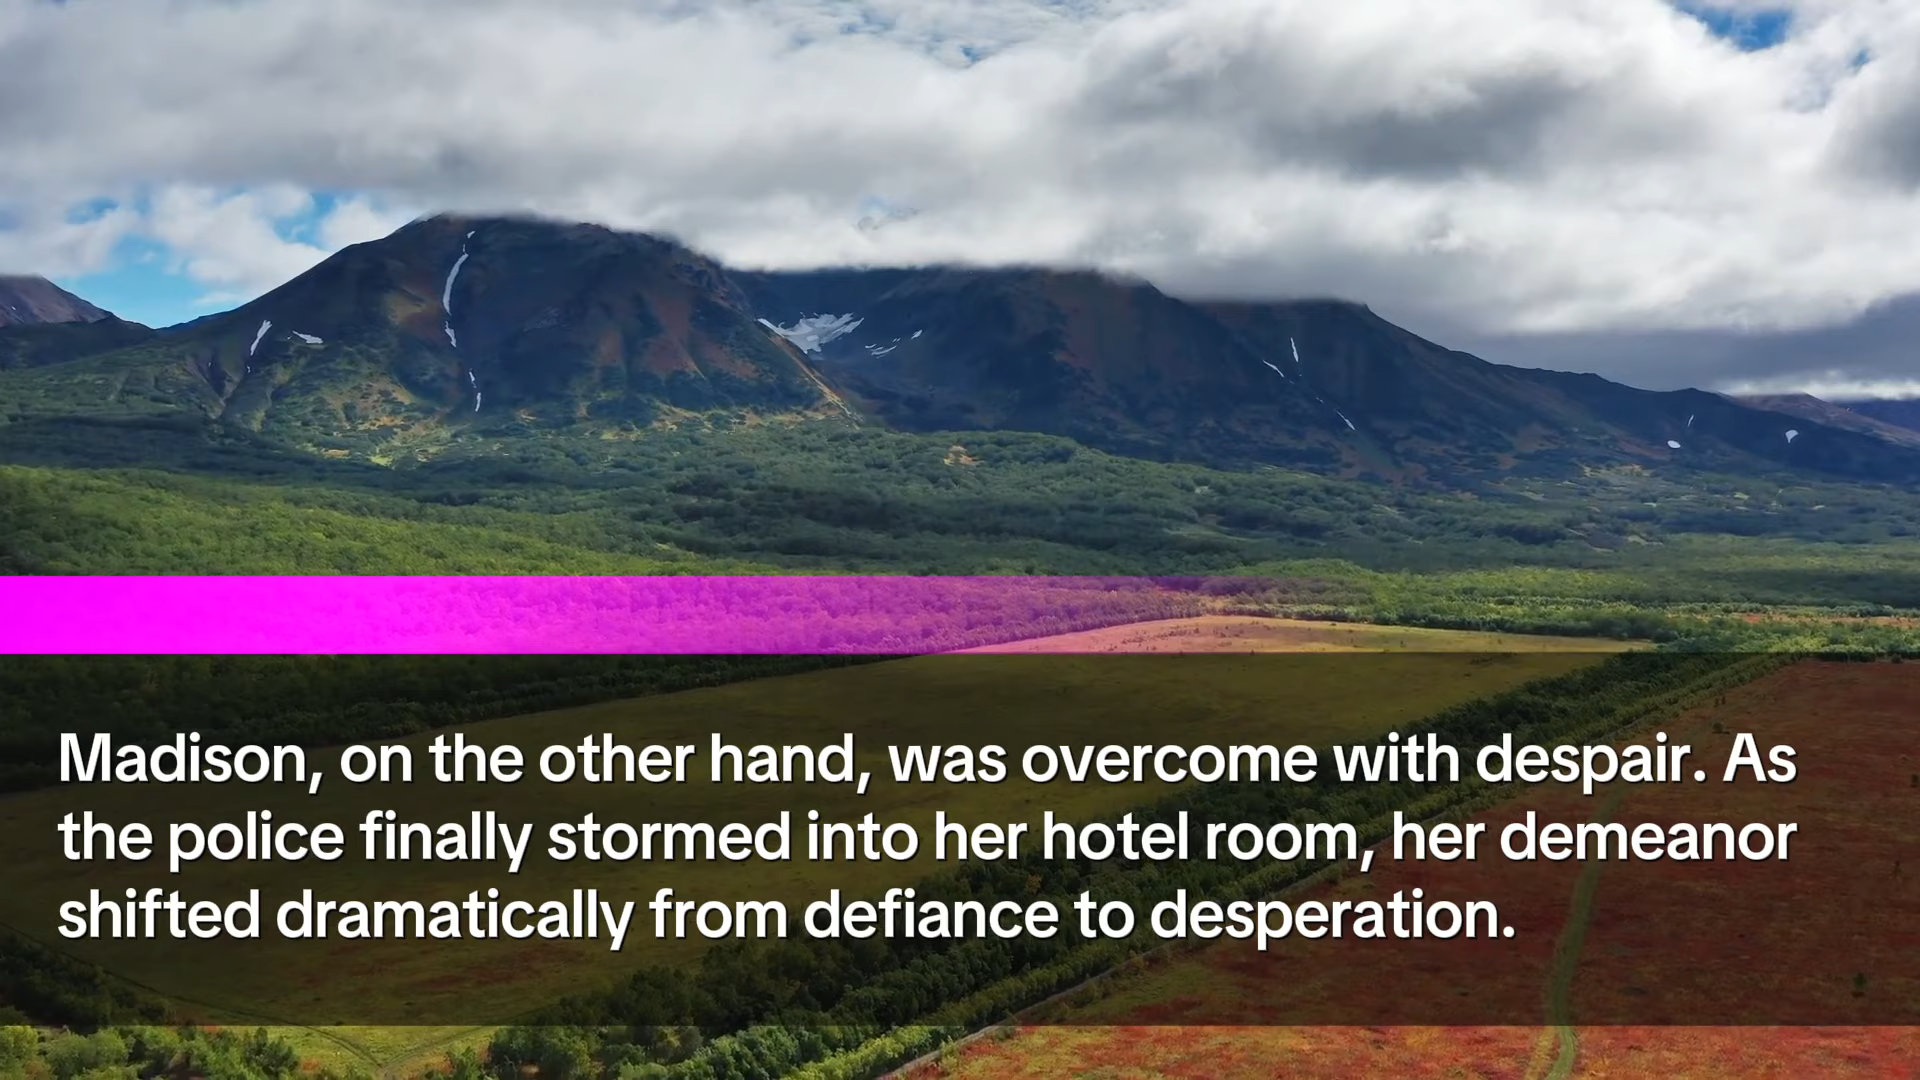 Madison, on the other hand, was overcome with despair. As
the police finally stormed into her hotel room, her demeanor
shifted dramatically from defiance to desperation.